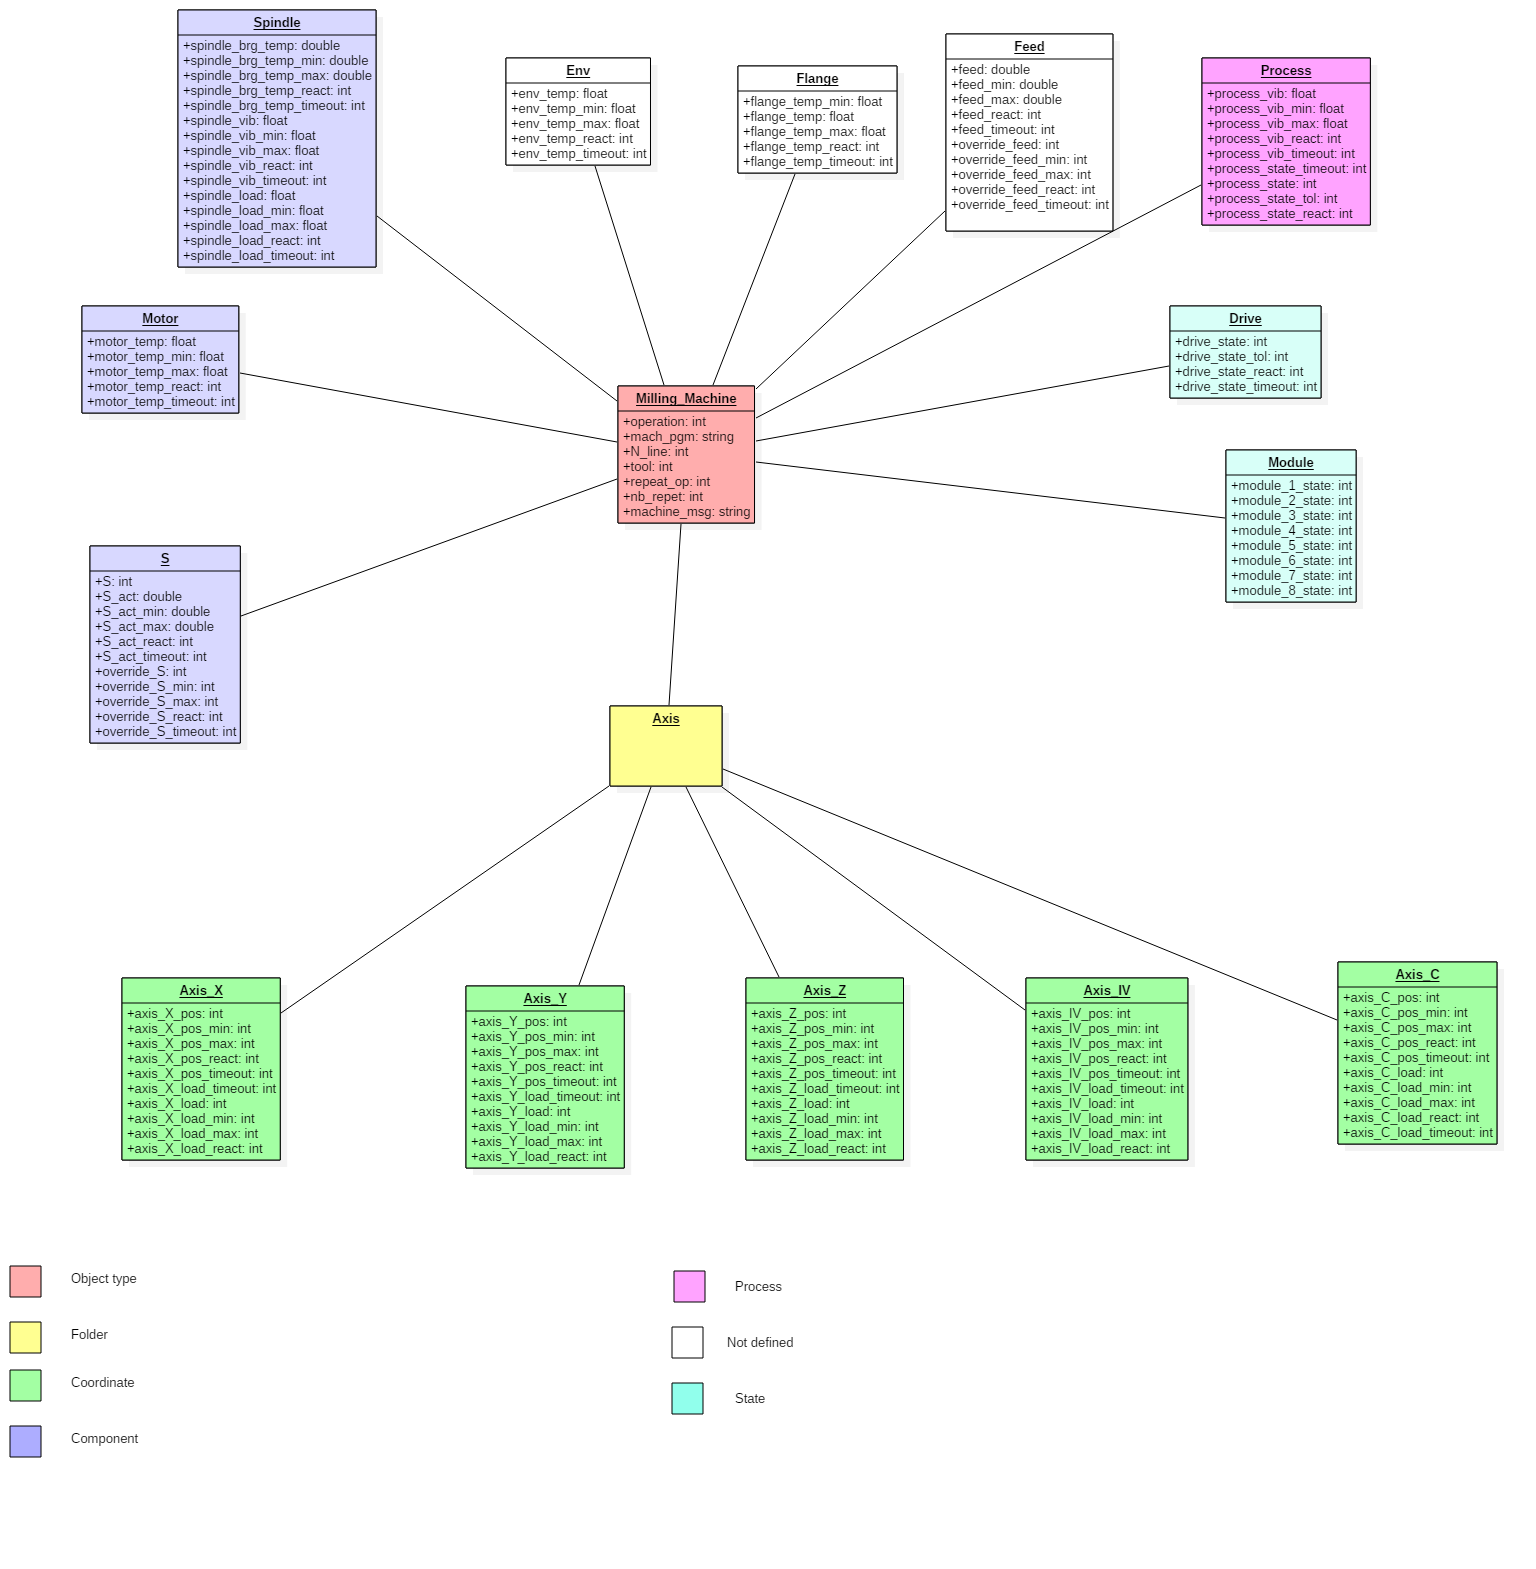 Spindle
+spindle_brg_temp: double
+spindle_brg_temp_min: double
+spindle_brg_temp_max: double
+spindle_brg_temp_react: int
+spindle_brg_temp_timeout: int
+spindle_vib: float
+spindle_vib_min: float
+spindle_vib_max: float
+spindle_vib_react: int
+spindle_vib_timeout: int
+spindle_load: float
+spindle_load_min: float
+spindle_load_max: float
+spindle_load_react: int
+spindle_load_timeout: int
Env
+env_temp: float
+env_temp_min: float
+env_temp_max: float
+env_temp_react: int
+env_temp_timeout: int
Flange
+flange_temp_min: float
+flange_temp: float
+flange_temp_max: float
+flange_temp_react: int
+flange_temp_timeout: int
Feed
+feed: double
+feed_min: double
+feed_max: double
+feed_react: int
+feed_timeout: int
+override_feed: int
+override_feed_min: int
+override_feed_max: int
+override_feed_react: int
+override_feed_timeout: int
Process
+process_vib: float
+process_vib_min: float
+process_vib_max: float
+process_vib_react: int
+process_vib_timeout: int
+process_state_timeout: int
+process_state: int
+process_state_tol: int
+process_state_react: int
Motor
+motor_temp: float
+motor_temp_min: float
+motor_temp_max: float
+motor_temp_react: int
+motor_temp_timeout: int
Milling_Machine
+operation: int
+mach_pgm: string
+N_line: int
+tool: int
+repeat_op: int
+nb_repet: int
+machine_msg: string
Drive
+drive_state: int
+drive_state_tol: int
+drive_state_react: int
+drive_state_timeout: int
Module
+module_1_state: int
+module_2_state: int
+module_3_state: int
+module_4_state: int
+module_5_state: int
+module_6_state: int
+module_7_state: int
+module_8_state: int
S
+S: int
+S_act: double
+S_act_min: double
+S_act_max: double
+S_act_react: int
+S_act_timeout: int
+override_S: int
+override_S_min: int
+override_S_max: int
+override_S_react: int
+override_S_timeout: int
Axis
Axis_X
+axis_X_pos: int
+axis_X_pos_min: int
+axis_X_pos_max: int
+axis_X_pos_react: int
+axis_X_pos_timeout: int
+axis_X_load_timeout: int
+axis_X_load: int
+axis_X_load_min: int
+axis_X_load_max: int
+axis_X_load_react: int
Axis_Y
+axis_Y_pos: int
+axis_Y_pos_min: int
+axis_Y_pos_max: int
+axis_Y_pos_react: int
+axis_Y_pos_timeout: int
+axis_Y_load_timeout: int
+axis_Y_load: int
+axis_Y_load_min: int
+axis_Y_load_max: int
+axis_Y_load_react: int
Axis_Z
+axis_Z_pos: int
+axis_Z_pos_min: int
+axis_Z_pos_max: int
+axis_Z_pos_react: int
+axis_Z_pos_timeout: int
+axis_Z_load_timeout: int
+axis_Z_load: int
+axis_Z_load_min: int
+axis_Z_load_max: int
+axis_Z_load_react: int
Axis_IV
+axis_IV_pos: int
+axis_IV_pos_min: int
+axis_IV_pos_max: int
+axis_IV_pos_react: int
+axis_IV_pos_timeout: int
+axis_IV_load_timeout: int
+axis_IV_load: int
+axis_IV_load_min: int
+axis_IV_load_max: int
+axis_IV_load_react: int
Axis_C
+axis_C_pos: int
+axis_C_pos_min: int
+axis_C_pos_max: int
+axis_C_pos_react: int
+axis_C_pos_timeout: int
+axis_C_load: int
+axis_C_load_min: int
+axis_C_load_max: int
+axis_C_load_react: int
+axis_C_load_timeout: int
Object type
Folder
Coordinate
Component
Process
Not defined
State